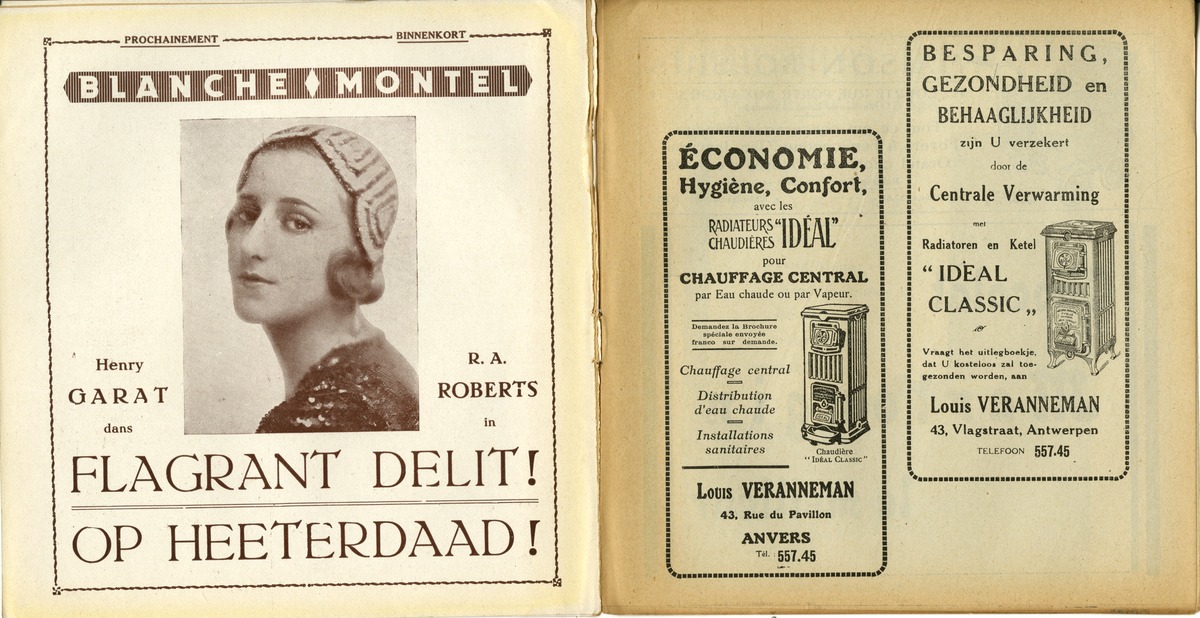 PROCHAINEMENT BINNENKORT
BLANCHE MONTEL
Henry
GARAT
dans
R. A.
ROBERTS
in
FLAGRANT DELIT!
OP HEETERDAAD!
ÉCONOMIE,
Hygiène, Confort,
avec les
RADIATEURS
CHAUDIÈRES
“IDÉAL”
pour
CHAUFFAGE CENTRAL
par Eau chaude ou par Vapeur.
Demandez la Brochure
spéciale envoyée
franco sur demande.
Chauffage central
Distribution
d'eau chaude
Installations
sanitaires
Chaudière
“IDÉAL CLASSIC”
Louis VERANNEMAN
43, Rue du Pavillon
ANVERS
Tél. : 557.45
BESPARING,
GEZONDHEID en
BEHAAGLIJKHEID
zijn U verzekert
door de
Centrale Verwarming
met
Radiatoren en Ketel
“ IDEAL
CLASSIC „
Vraagt het uitlegboekje,
dat U kosteloos zal toe-
gezonden worden, aan
Louis VERANNEMAN
43, Vlagstraat, Antwerpen
TELEFOON 557.45